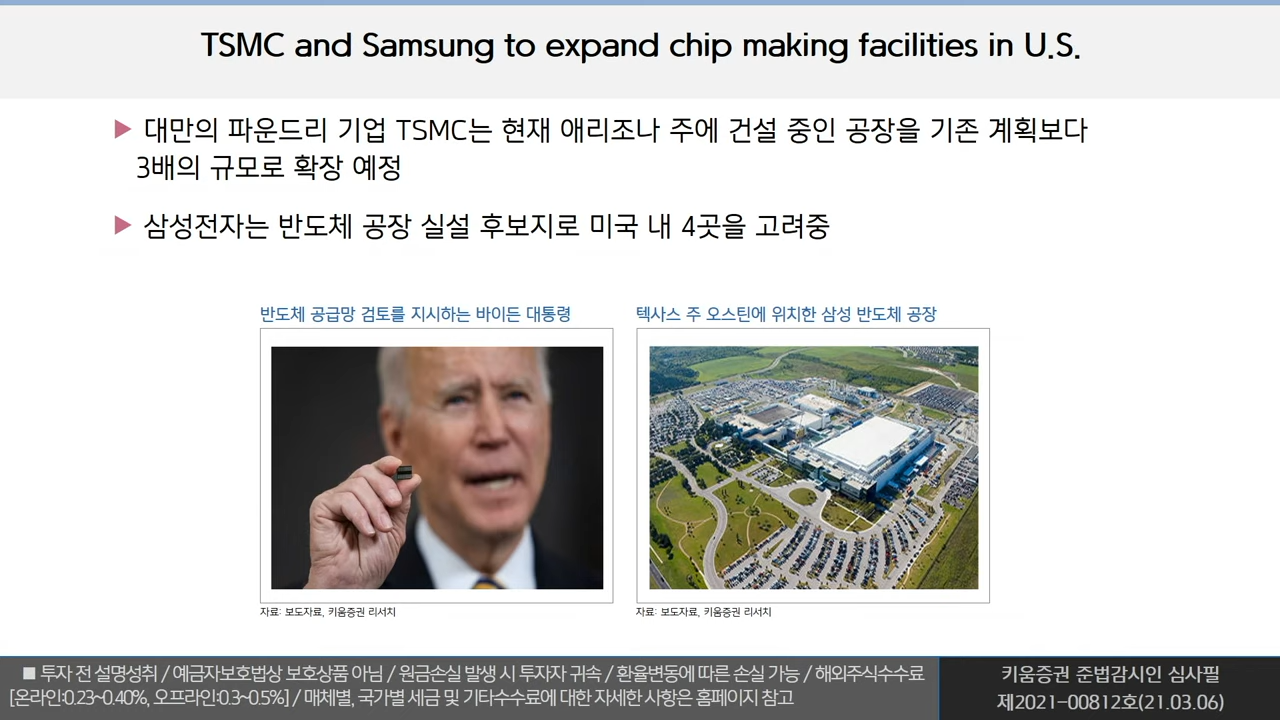 TSMC and Samsung to expand chip making facilities in U.S.
▶ 대만의 파운드리 기업 TSMC는 현재 애리조나 주에 건설 중인 공장을 기존 계획보다
3배의 규모로 확장 예정
▶ 삼성전자는 반도체 공장 실설 후보지로 미국 내 4곳을 고려중
반도체 공급망 검토를 지시하는 바이든 대통령
텍사스 주 오스틴에 위치한 삼성 반도체 공장
자료: 보도자료, 키움증권 리서치
자료: 보도자료, 키움증권 리서치
■ 투자 전 설명성취 / 예금자보호법상 보호상품 아님 / 원금손실 발생 시 투자자 귀속 / 환율변동에 따른 손실 가능 / 해외주식수수료
[온라인:0.23~0.40%, 오프라인:0.3~0.5%] / 매체별, 국가별 세금 및 기타수수료에 대한 자세한 사항은 홈페이지 참고
키움증권 준법감시인 심사필
제2021-00812호(21.03.06)